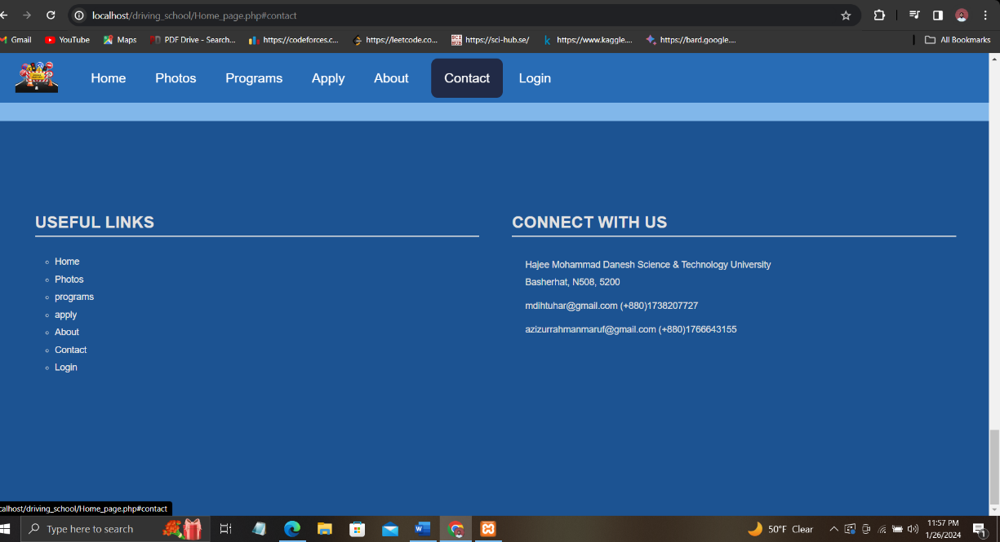 localhost/driving_school/Home_page.php#contact
Gmail YouTube Maps PDF Drive - Search... https://codeforces.c... https://leetcode.co... https://sci-hub.se/ https://www.kaggle.... https://bard.google.... All Bookmarks
Home Photos Programs Apply About Contact Login
USEFUL LINKS
Home
Photos
programs
apply
About
Contact
Login
CONNECT WITH US
Hajee Mohammad Danesh Science & Technology University
Basherhat, N508, 5200
mdihtuhar@gmail.com (+880)1738207727
azizurrahmanmaruf@gmail.com (+880)1766643155
calhost/driving_school/Home_page.php#contact
Type here to search
50°F Clear
11:57 PM
1/26/2024
1